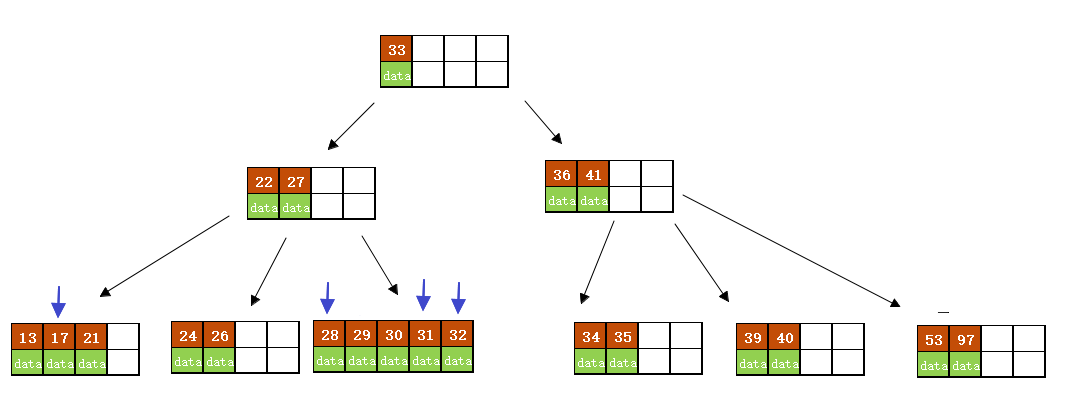 33
data
22 27
data data
36 41
data data
13 17 21
data data data
24 26
data data
28 29 30 31 32
data data data data data
34 35
data data
39 40
data data
53 97
data data